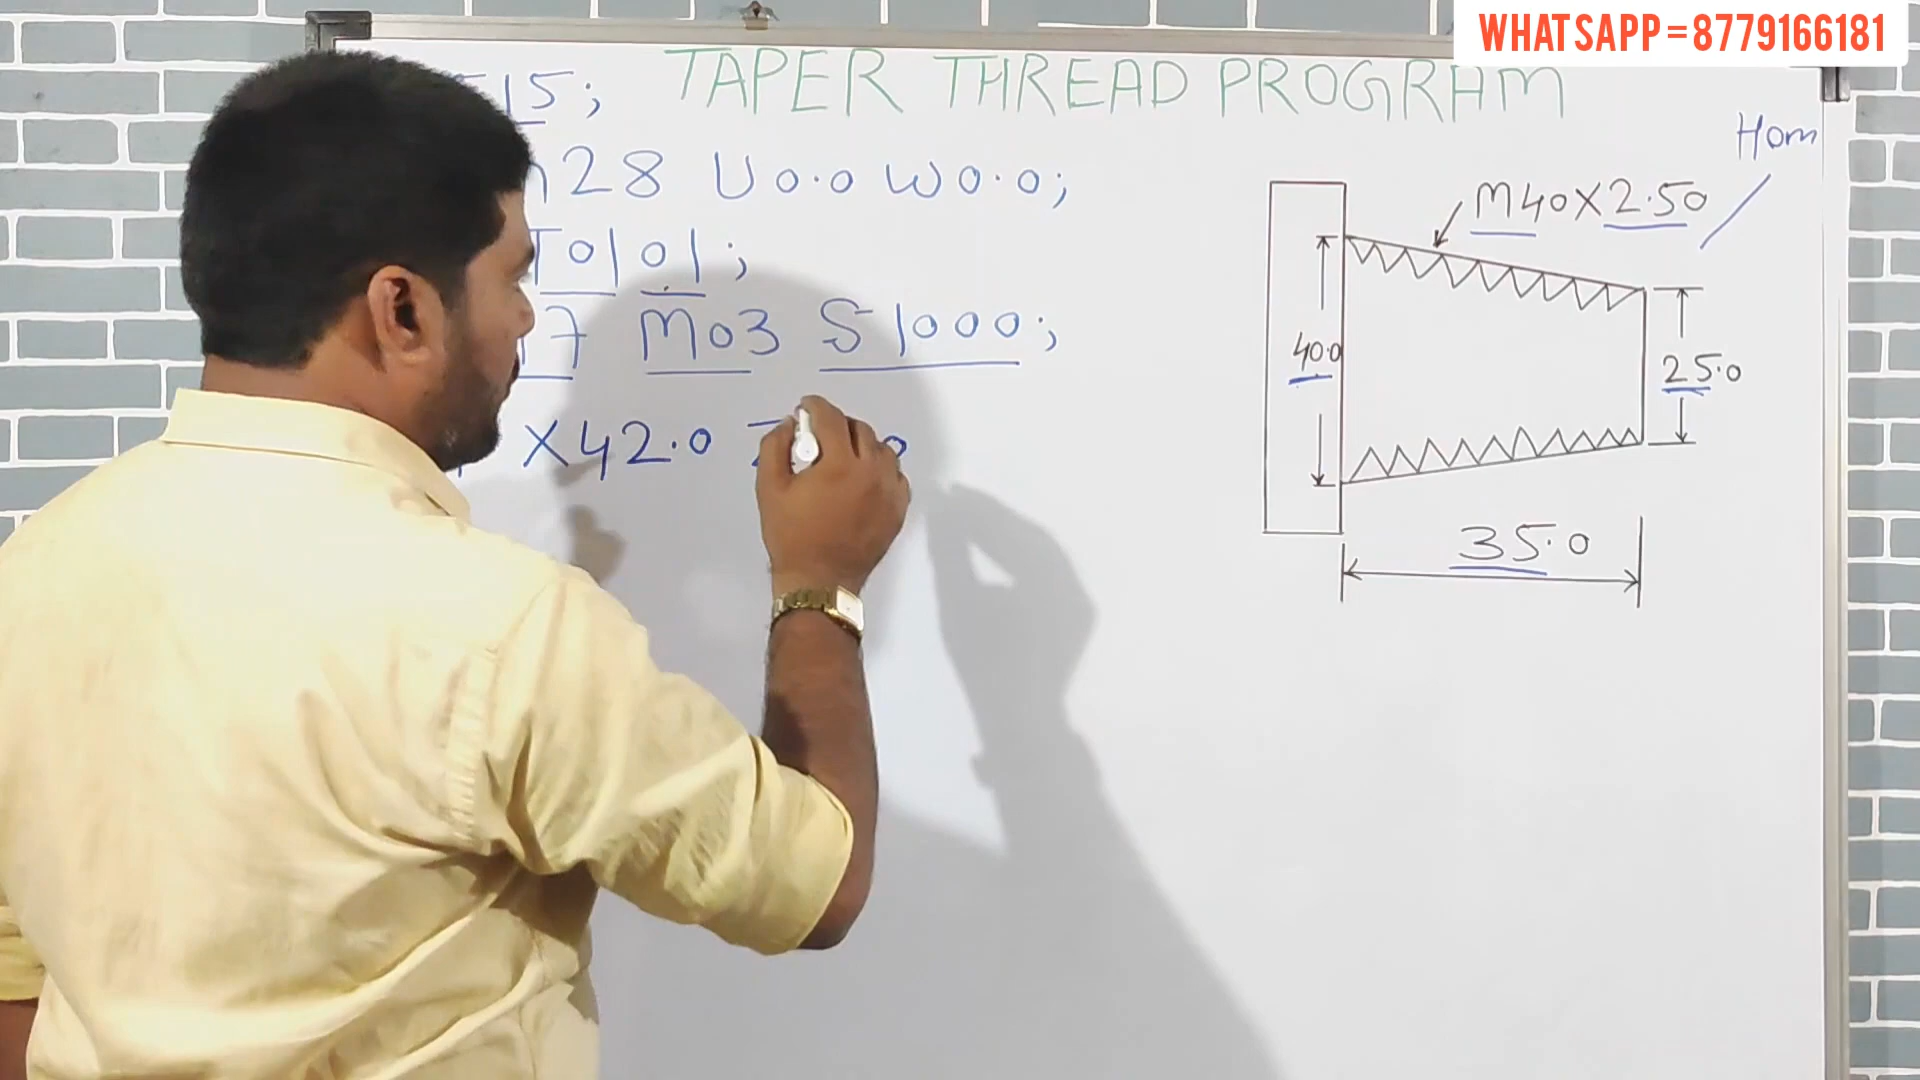 WHATSAPP = 8779166181
TAPER THREAD PROGRAM
15;
28 U0.0 W0.0;
T0101;
7 M03 S1000;
X42.0
Hom
M40X2.50
40.0
25.0
35.0